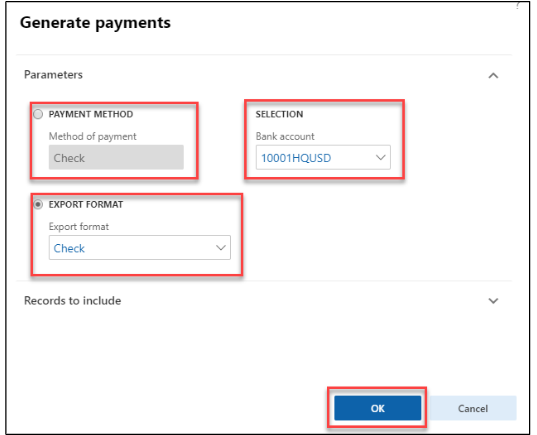 ?
Generate payments
Parameters
PAYMENT METHOD
Method of payment
Check
SELECTION
Bank account
10001HQUSD
EXPORT FORMAT
Export format
Check
Records to include
OK
Cancel